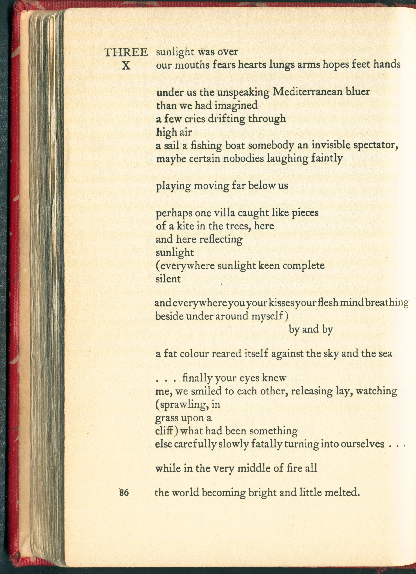 THREE sunlight was over
X our mouths fears hearts lungs arms hopes feet hands
under us the unspeaking Mediterranean bluer
than we had imagined
a few cries drifting through
high air
a sail a fishing boat somebody an invisible spectator,
maybe certain nobodies laughing faintly
playing moving far below us
perhaps one villa caught like pieces
of a kite in the trees, here
and here reflecting
sunlight
(everywhere sunlight keen complete
silent
andeverywhereyouyourkissesyourfleshmindbreathing
beside under around myself)
by and by
a fat colour reared itself against the sky and the sea
. . . finally your eyes knew
me, we smiled to each other, releasing lay, watching
(sprawling, in
grass upon a
cliff)what had been something
else carefully slowly fatally turning into ourselves . . .
while in the very middle of fire all
86 the world becoming bright and little melted.